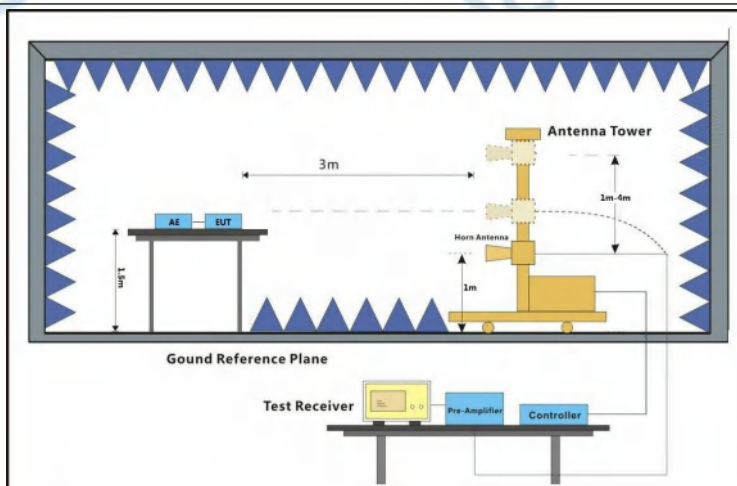 Antenna Tower
3m
1m-4m
AE
EUT
Horn Antenna
1.5m
1m
Gound Reference Plane
Test Receiver
Pre-Amplifier
Controller